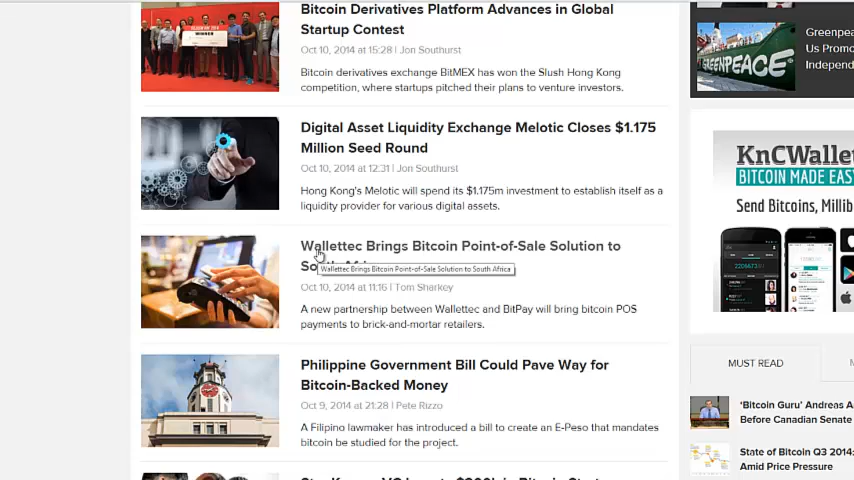 Bitcoin Derivatives Platform Advances in Global
Startup Contest
Oct 10, 2014 at 15:28 | Jon Southurst
Bitcoin derivatives exchange BitMEX has won the Slush Hong Kong
competition, where startups pitched their plans to venture investors.
WINNER
Digital Asset Liquidity Exchange Melotic Closes $1.175
Million Seed Round
Oct 10, 2014 at 12:31 | Jon Southurst
Hong Kong's Melotic will spend its $1.175m investment to establish itself as a
liquidity provider for various digital assets.
Wallettec Brings Bitcoin Point-of-Sale Solution to
Wallettec Brings Bitcoin Point-of-Sale Solution to South Africa
Oct 10, 2014 at 11:16 | Tom Sharkey
A new partnership between Wallettec and BitPay will bring bitcoin POS
payments to brick-and-mortar retailers.
Philippine Government Bill Could Pave Way for
Bitcoin-Backed Money
Oct 9, 2014 at 21:28 | Pete Rizzo
A Filipino lawmaker has introduced a bill to create an E-Peso that mandates
bitcoin be studied for the project.
GREENPEACE
Greenpea
Us Promo
Independ
KnCWalle
BITCOIN MADE EASY
Send Bitcoins, Millib
MUST READ
'Bitcoin Guru' Andreas A
Before Canadian Senate
State of Bitcoin Q3 2014:
Amid Price Pressure